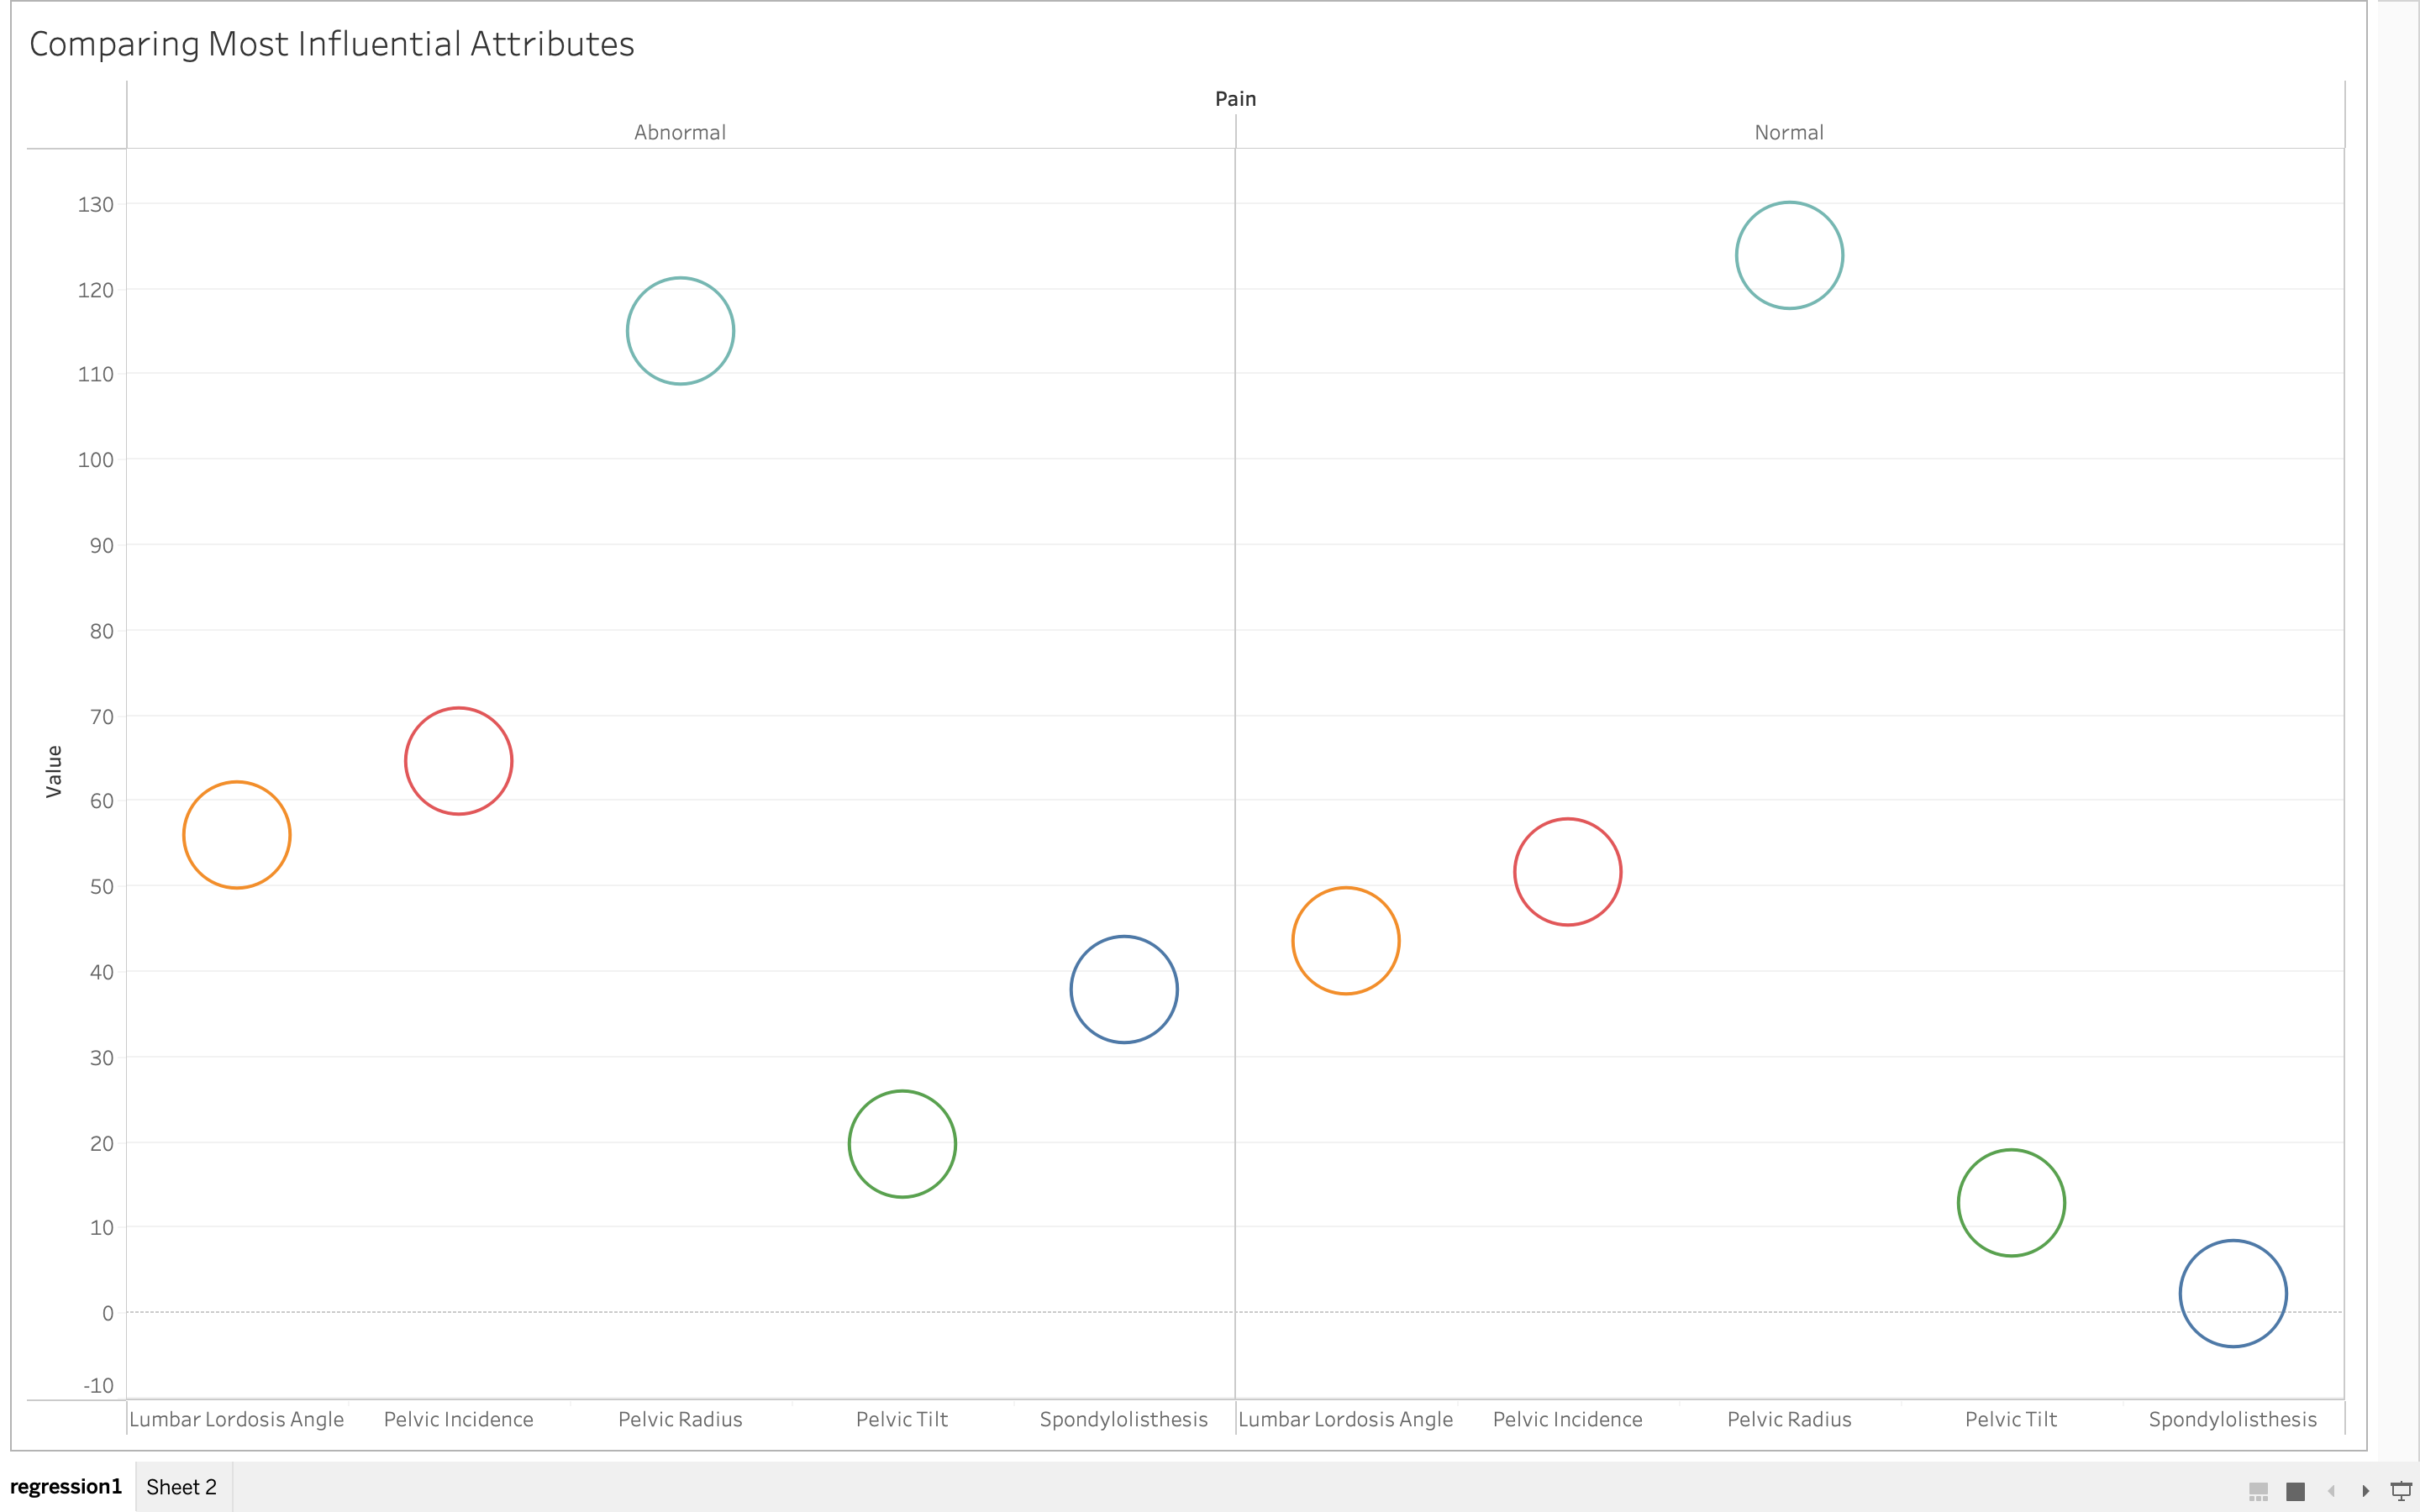 Comparing Most Influential Attributes
Pain
Abnormal Normal
130
120
110
100
90
80
70
60
50
40
30
20
10
0
-10
Value
Lumbar Lordosis Angle Pelvic Incidence Pelvic Radius Pelvic Tilt Spondylolisthesis Lumbar Lordosis Angle Pelvic Incidence Pelvic Radius Pelvic Tilt Spondylolisthesis
regression1 Sheet 2